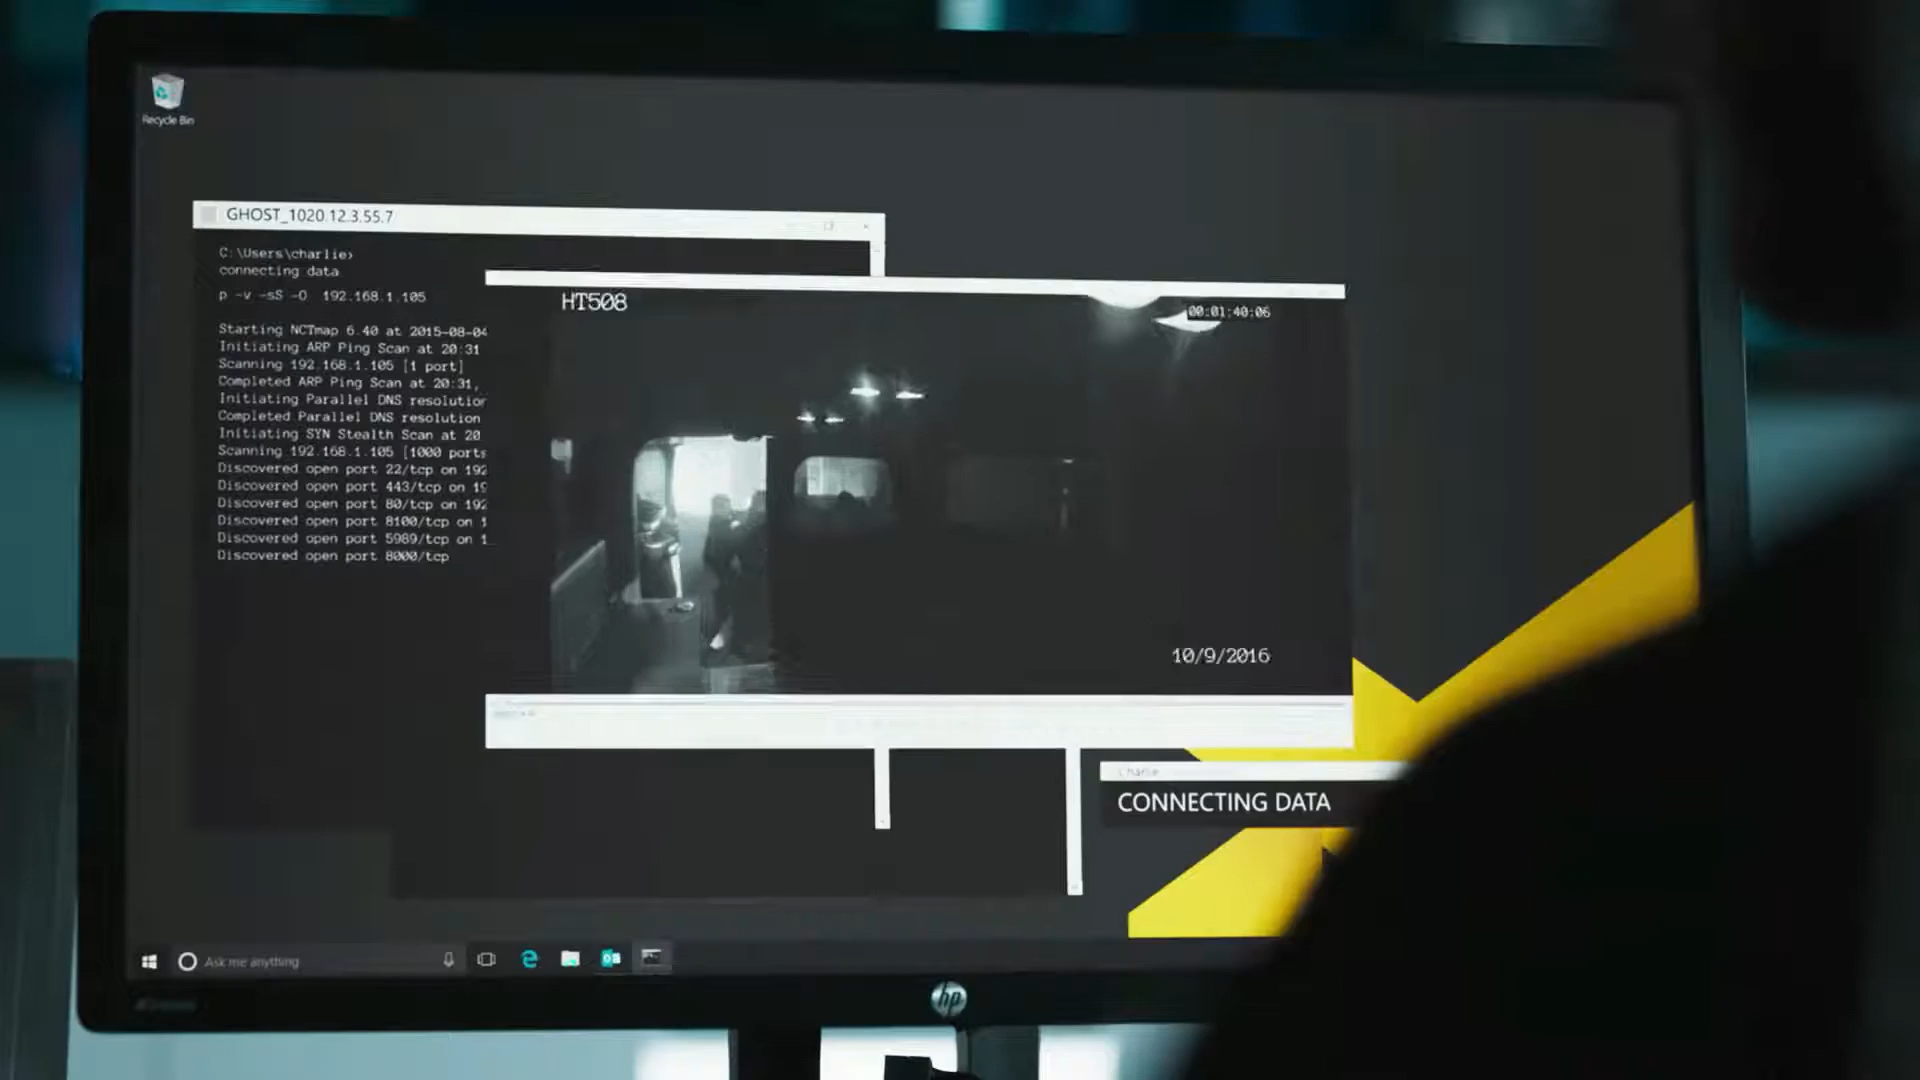 Recycle Bin
GHOST_1020.12.3.55.7
C:\Users\charlie>
connecting data
p -v -sS -O 192.168.1.105
Starting NCTmap 6.40 at 2015-08-04
Initiating ARP Ping Scan at 20:31
Scanning 192.168.1.105 [1 port]
Completed ARP Ping Scan at 20:31,
Initiating Parallel DNS resolution
Completed Parallel DNS resolution
Initiating SYN Stealth Scan at 20
Scanning 192.168.1.105 [1000 ports
Discovered open port 22/tcp on 192
Discovered open port 443/tcp on 19
Discovered open port 80/tcp on 192
Discovered open port 8100/tcp on 1
Discovered open port 5989/tcp on 1
Discovered open port 8000/tcp
HT508
00:01:40:06
10/9/2016
Charlie
CONNECTING DATA
Ask me anything
hp